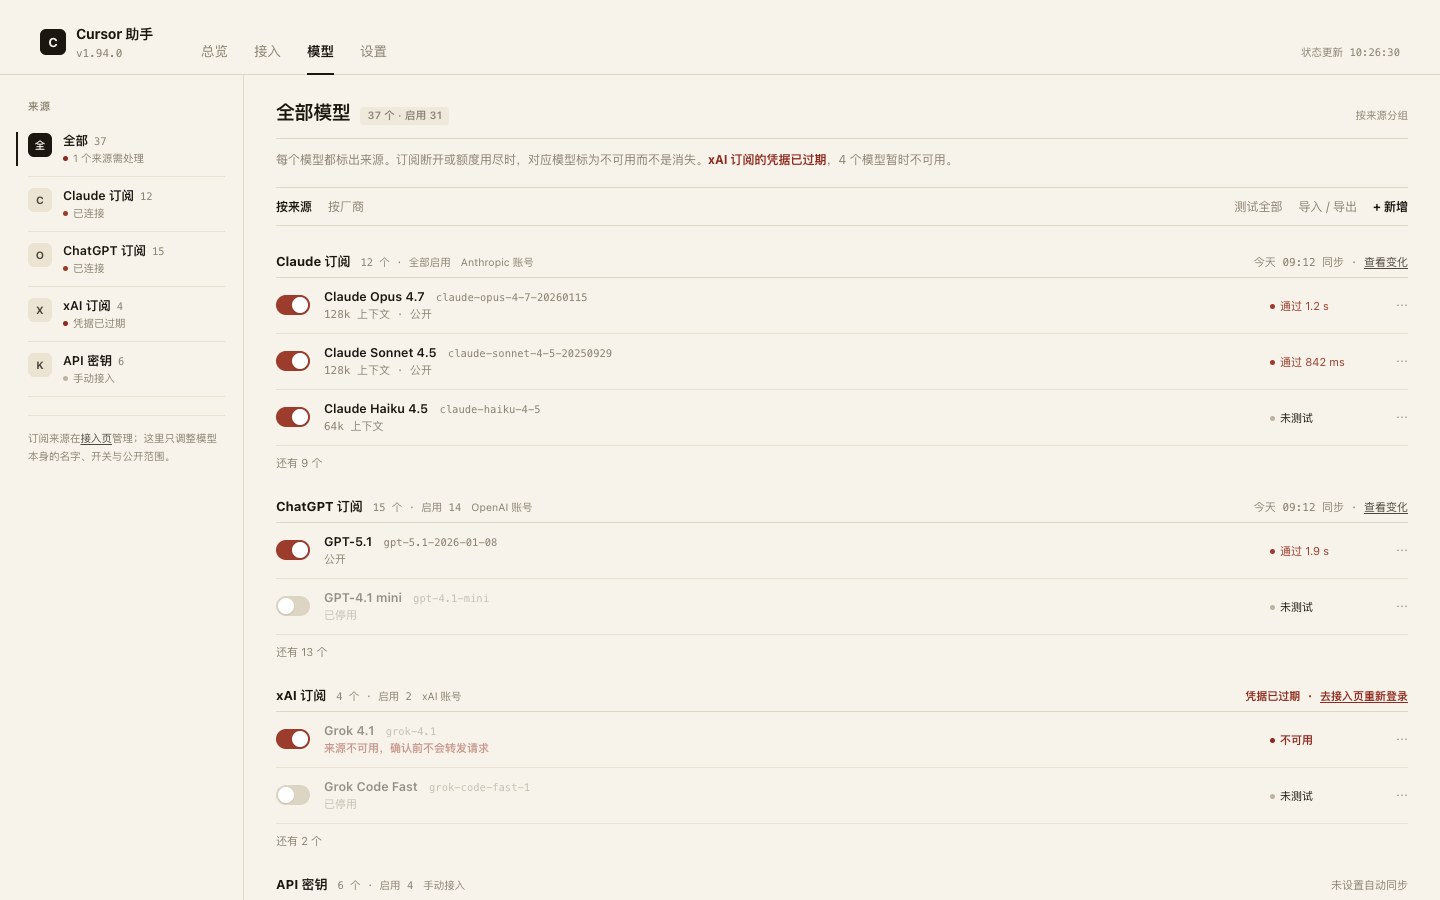 C
Cursor 助手
v1.94.0
总览 接入 模型 设置
状态更新 10:26:30
来源
全
全部 37
1 个来源需处理
C
Claude 订阅 12
已连接
O
ChatGPT 订阅 15
已连接
X
xAI 订阅 4
凭据已过期
K
API 密钥 6
手动接入
订阅来源在接入页管理；这里只调整模型
本身的名字、开关与公开范围。
全部模型 37 个 · 启用 31
按来源分组
每个模型都标出来源。订阅断开或额度用尽时，对应模型标为不可用而不是消失。xAI 订阅的凭据已过期，4 个模型暂时不可用。
按来源 按厂商
测试全部 导入 / 导出 + 新增
Claude 订阅 12 个 · 全部启用 Anthropic 账号
今天 09:12 同步 · 查看变化
Claude Opus 4.7 claude-opus-4-7-20260115
128k 上下文 · 公开
通过 1.2 s ···
Claude Sonnet 4.5 claude-sonnet-4-5-20250929
128k 上下文 · 公开
通过 842 ms ···
Claude Haiku 4.5 claude-haiku-4-5
64k 上下文
未测试 ···
还有 9 个
ChatGPT 订阅 15 个 · 启用 14 OpenAI 账号
今天 09:12 同步 · 查看变化
GPT-5.1 gpt-5.1-2026-01-08
公开
通过 1.9 s ···
GPT-4.1 mini gpt-4.1-mini
已停用
未测试 ···
还有 13 个
xAI 订阅 4 个 · 启用 2 xAI 账号
凭据已过期 · 去接入页重新登录
Grok 4.1 grok-4.1
来源不可用，确认前不会转发请求
不可用 ···
Grok Code Fast grok-code-fast-1
已停用
未测试 ···
还有 2 个
API 密钥 6 个 · 启用 4 手动接入
未设置自动同步